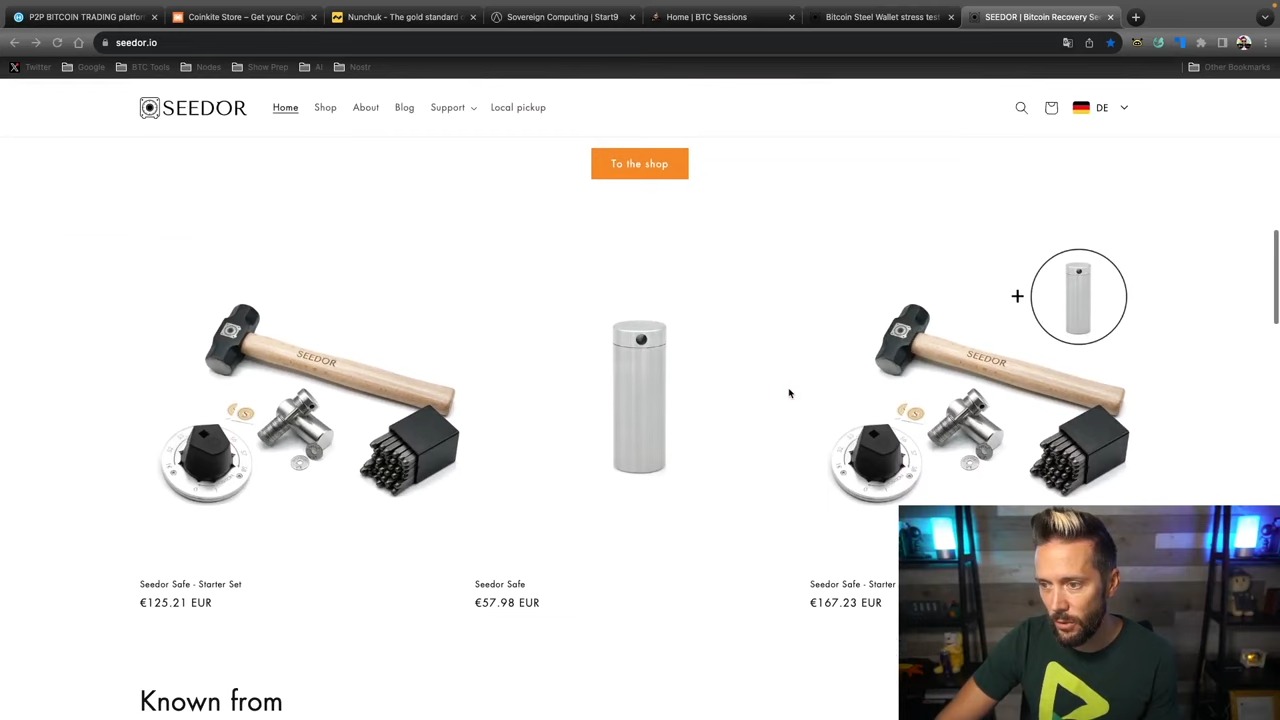 P2P BITCOIN TRADING platfor
Coinkite Store – Get your Coin
Nunchuk - The gold standard o
Sovereign Computing | Start9
Home | BTC Sessions
Bitcoin Steel Wallet stress test
SEEDOR | Bitcoin Recovery See
seedor.io
Twitter
Google
BTC Tools
Nodes
Show Prep
AI
Nostr
Other Bookmarks
SEEDOR
Home
Shop
About
Blog
Support
Local pickup
DE
To the shop
SEEDOR
+
SEEDOR
Seedor Safe - Starter Set
€125.21 EUR
Seedor Safe
€57.98 EUR
Seedor Safe - Starter
€167.23 EUR
Known from